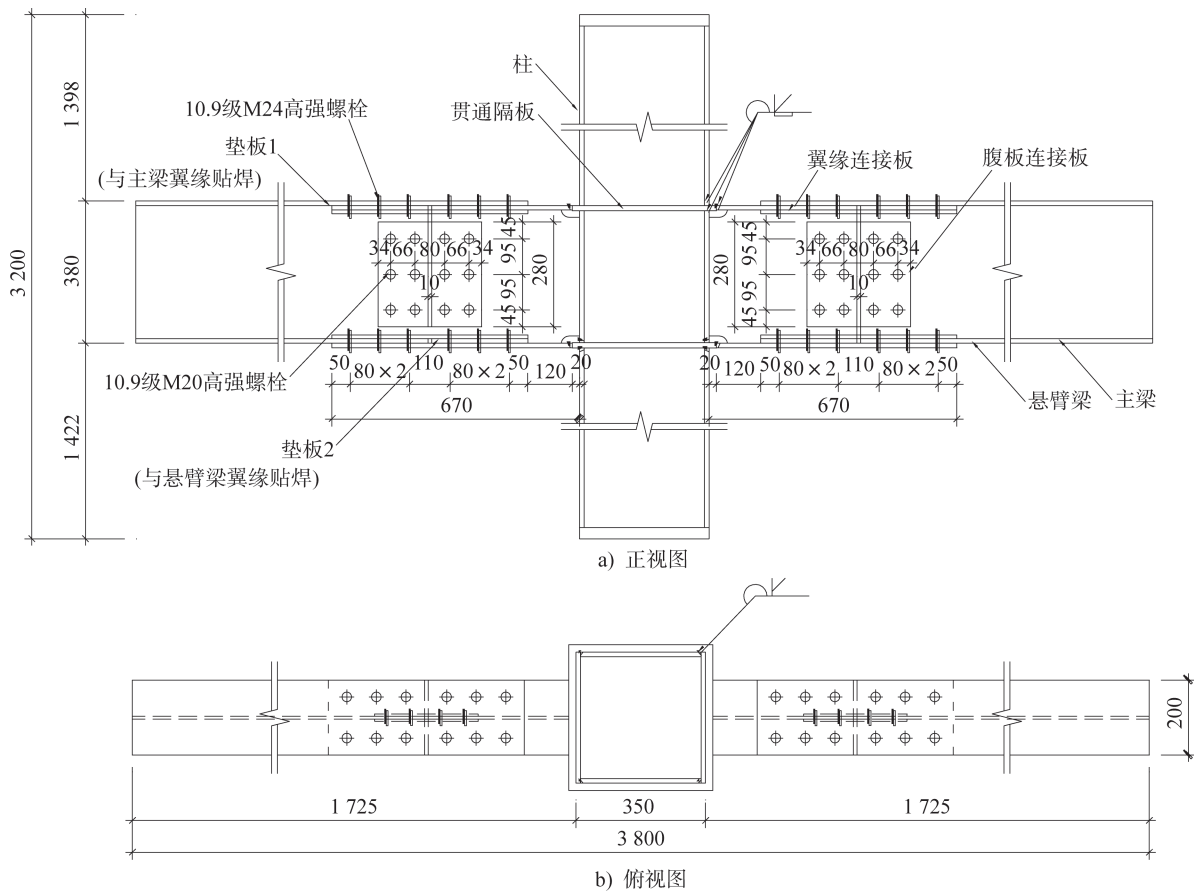 柱
10.9级M24高强螺栓
贯通隔板
垫板1
(与主梁翼缘贴焊)
翼缘连接板
腹板连接板
1 398
3 200
380
1 422
34 66 80 66 34
10
45
95
95
45
280
280
45
95
95
45
34 66 80 66 34
10
50 80×2 110 80×2 50 120 20
20 120 50 80×2 110 80×2 50
670
670
10.9级M20高强螺栓
悬臂梁
主梁
垫板2
(与悬臂梁翼缘贴焊)
a) 正视图
200
1 725
350
1 725
3 800
b) 俯视图